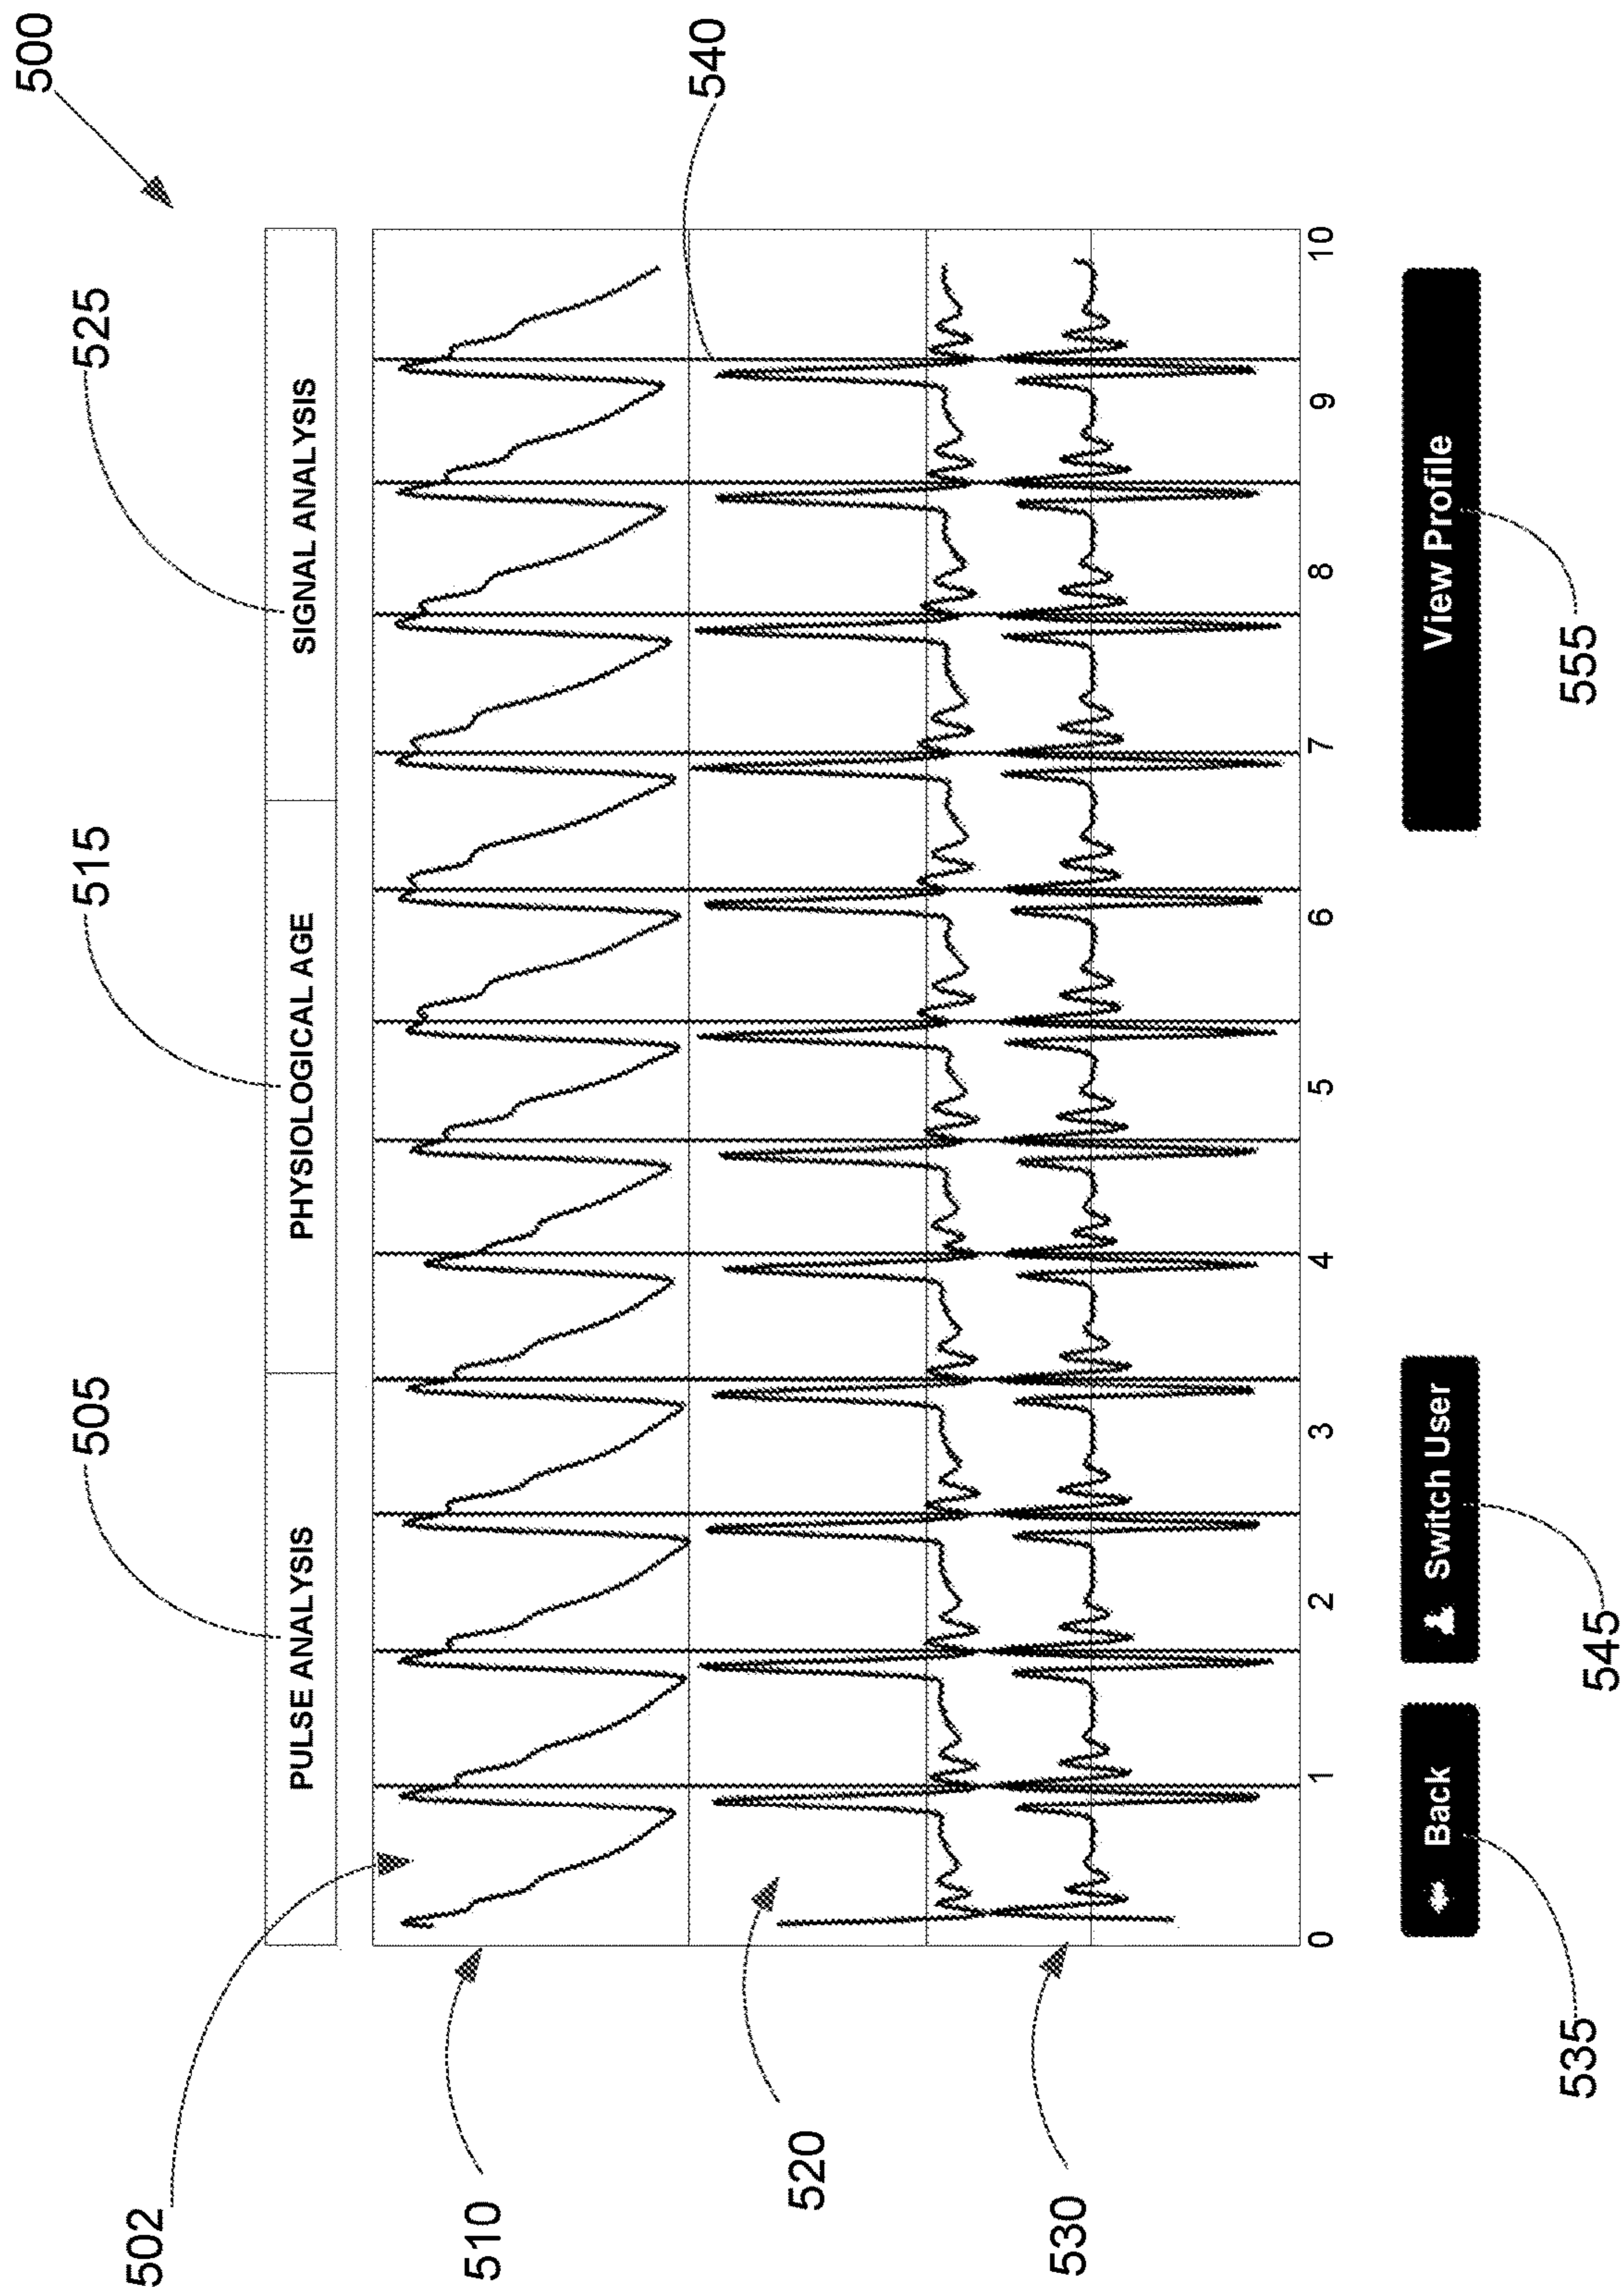 500
505
515
525
PULSE ANALYSIS
PHYSIOLOGICAL AGE
SIGNAL ANALYSIS
502
510
520
530
540
0 1 2 3 4 5 6 7 8 9 10
Back
Switch User
View Profile
535
545
555